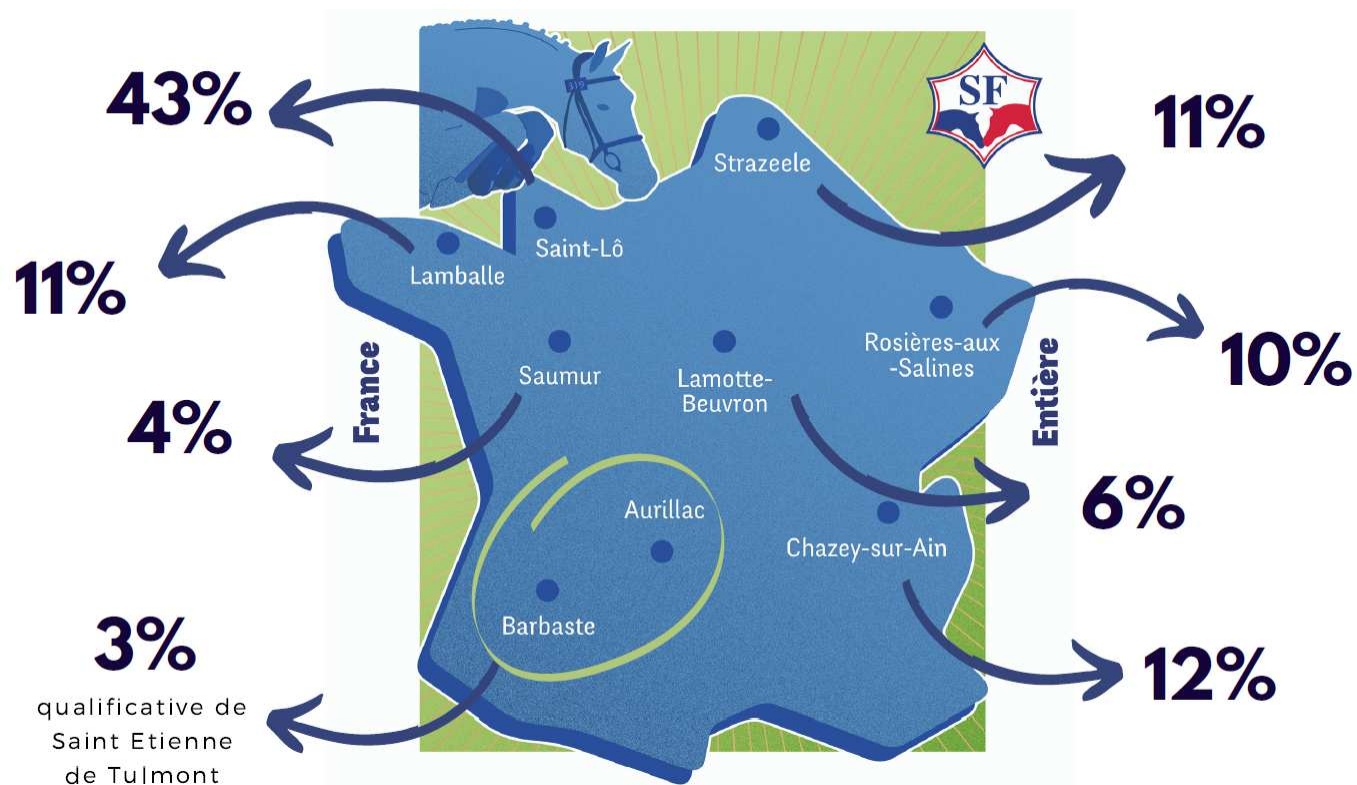 43%
SF
11%
Strazeele
Saint-Lô
Lamballe
11%
Rosières-aux
-Salines
10%
France
Saumur
Lamotte-
Beuvron
Entière
4%
6%
Aurillac
Chazey-sur-Ain
Barbaste
3%
qualificative de
Saint Etienne
de Tulmont
12%